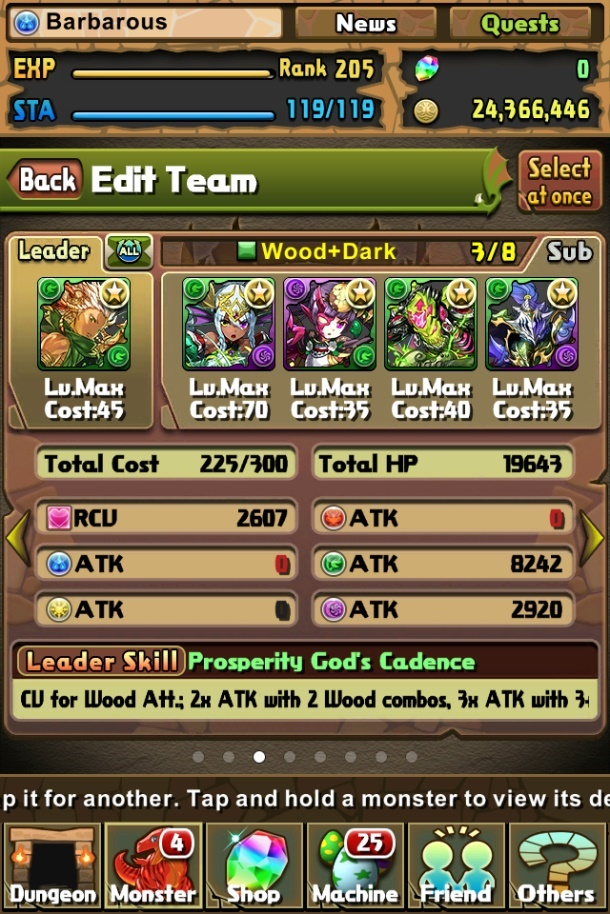 Barbarous News Quests
EXP Rank 205 0
STA 119/119 24,366,446
Back Edit Team Select
at once
Leader ALL Wood+Dark 3/8 Sub
Lv.Max Lv.Max Lv.Max Lv.Max Lv.Max
Cost:45 Cost:70 Cost:35 Cost:40 Cost:35
Total Cost 225/300 Total HP 19643
RCV 2607 ATK 0
ATK 0 ATK 8242
ATK 0 ATK 2920
Leader Skill Prosperity God's Cadence
CV for Wood Att.; 2x ATK with 2 Wood combos, 3x ATK with 3+
p it for another. Tap and hold a monster to view its de
4 25
Dungeon Monster Shop Machine Friend Others